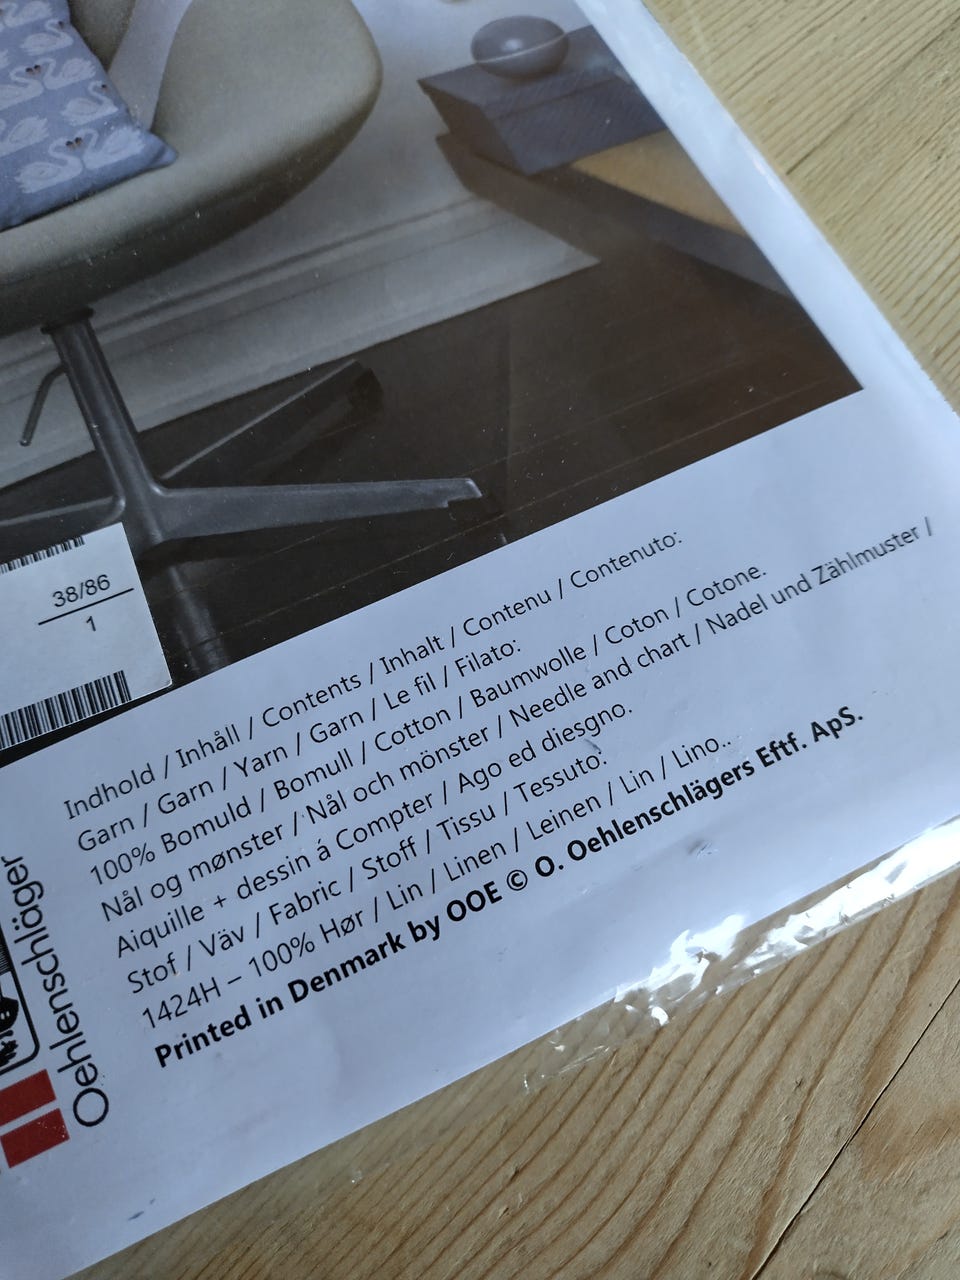 38/86
1
Indhold / Inhåll / Contents / Inhalt / Contenu / Contenuto:
Garn / Garn / Yarn / Garn / Le fil / Filato:
100% Bomuld / Bomull / Cotton / Baumwolle / Coton / Cotone.
Nål og mønster / Nål och mönster / Needle and chart / Nadel und Zählmuster /
Aiquille + dessin á Compter / Ago ed diesgno.
Stof / Väv / Fabric / Stoff / Tissu / Tessuto:
1424H – 100% Hør / Lin / Linen / Leinen / Lin / Lino..
Printed in Denmark by OOE © O. Oehlenschlägers Eftf. ApS.
Oehlenschläger